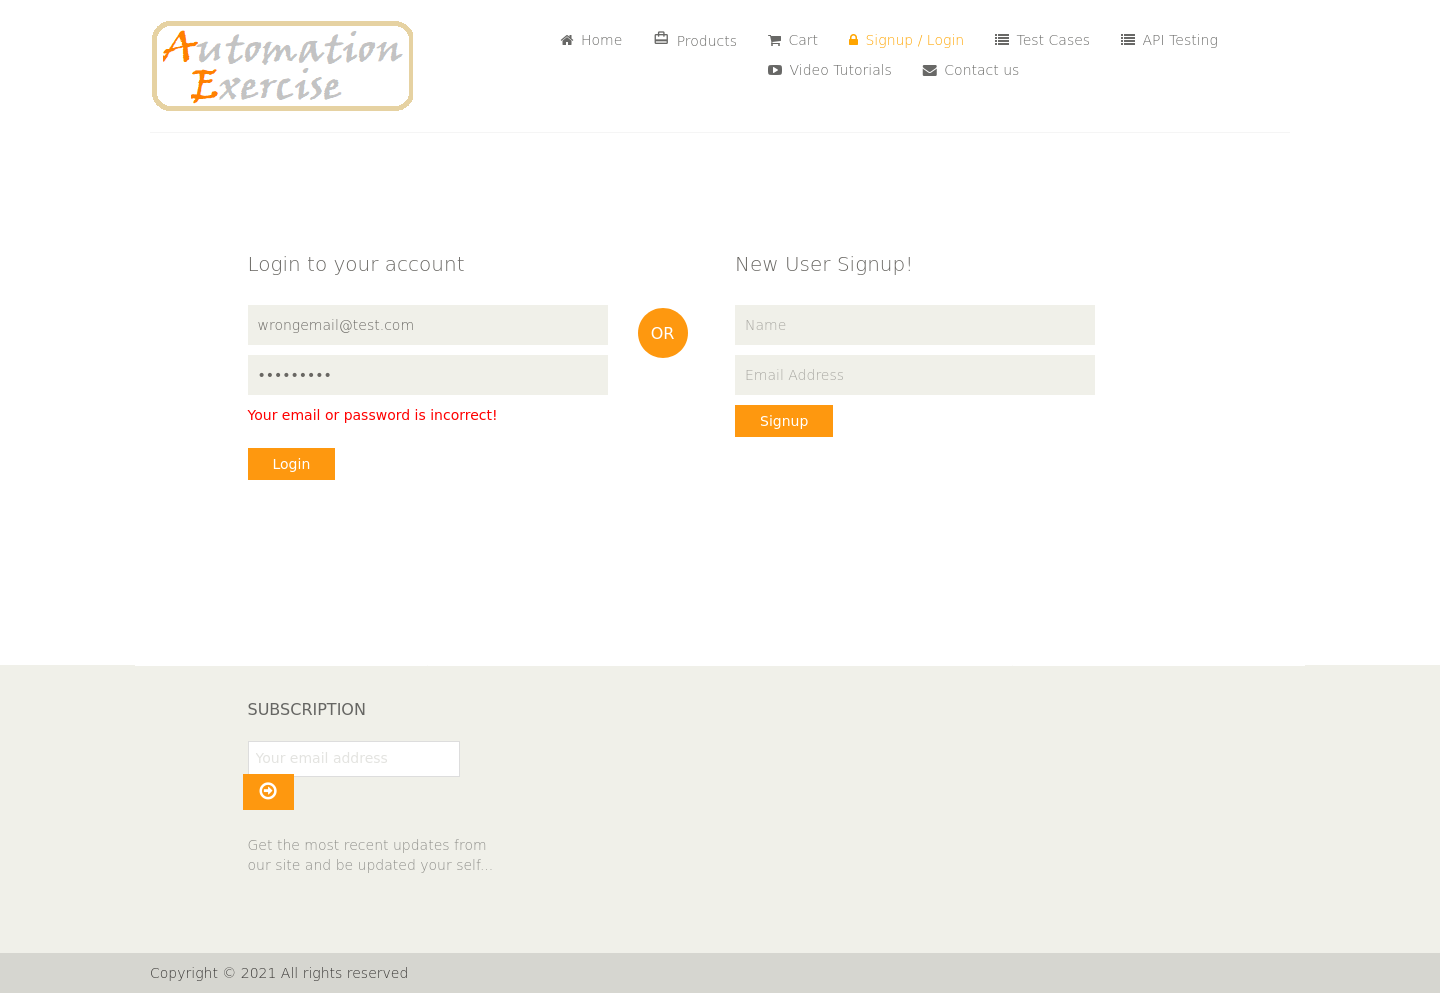 Automation
Exercise
Home
Products
Cart
Signup / Login
Test Cases
API Testing
Video Tutorials
Contact us
Login to your account
wrongemail@test.com
•••••••••
Your email or password is incorrect!
Login
OR
New User Signup!
Name
Email Address
Signup
SUBSCRIPTION
Your email address
Get the most recent updates from
our site and be updated your self...
Copyright © 2021 All rights reserved